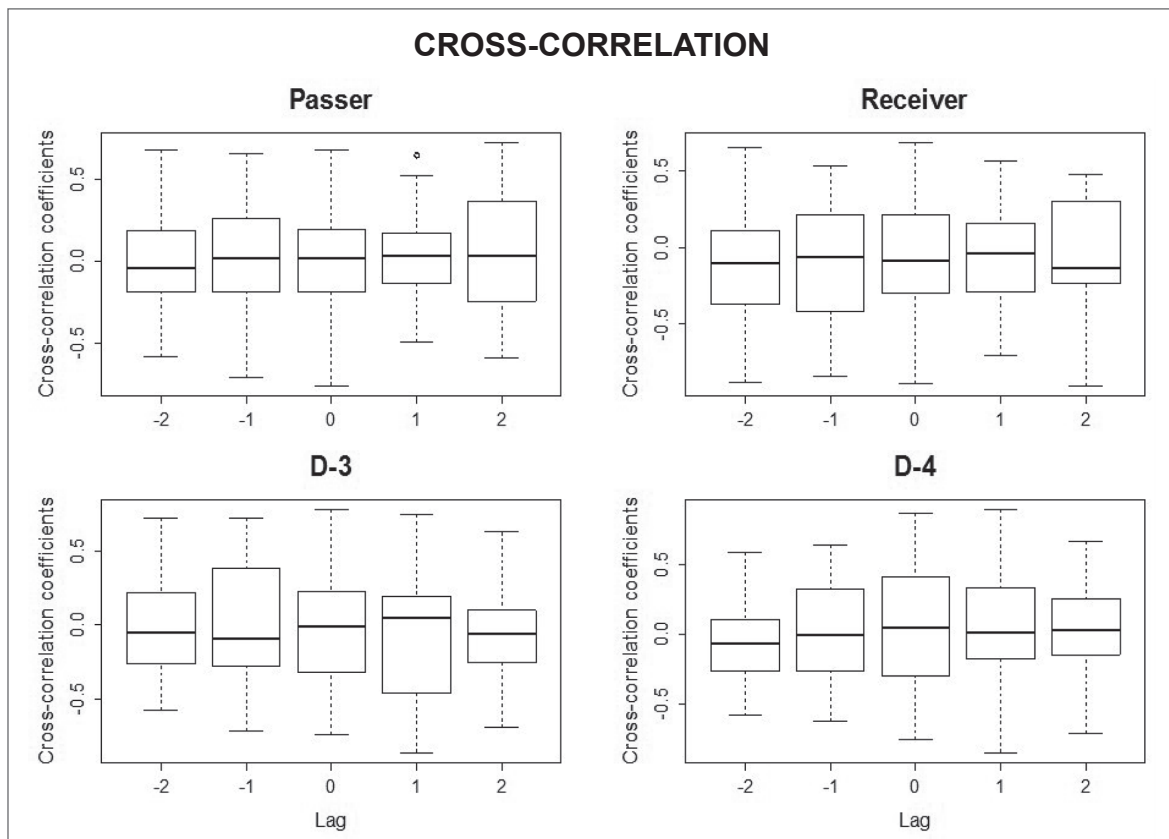 CROSS-CORRELATION
Passer
Cross-correlation coefficients
0.5
0.0
-0.5
-2 -1 0 1 2
Receiver
Cross-correlation coefficients
0.5
0.0
-0.5
-2 -1 0 1 2
D-3
Cross-correlation coefficients
0.5
0.0
-0.5
-2 -1 0 1 2
Lag
D-4
Cross-correlation coefficients
0.5
0.0
-0.5
-2 -1 0 1 2
Lag